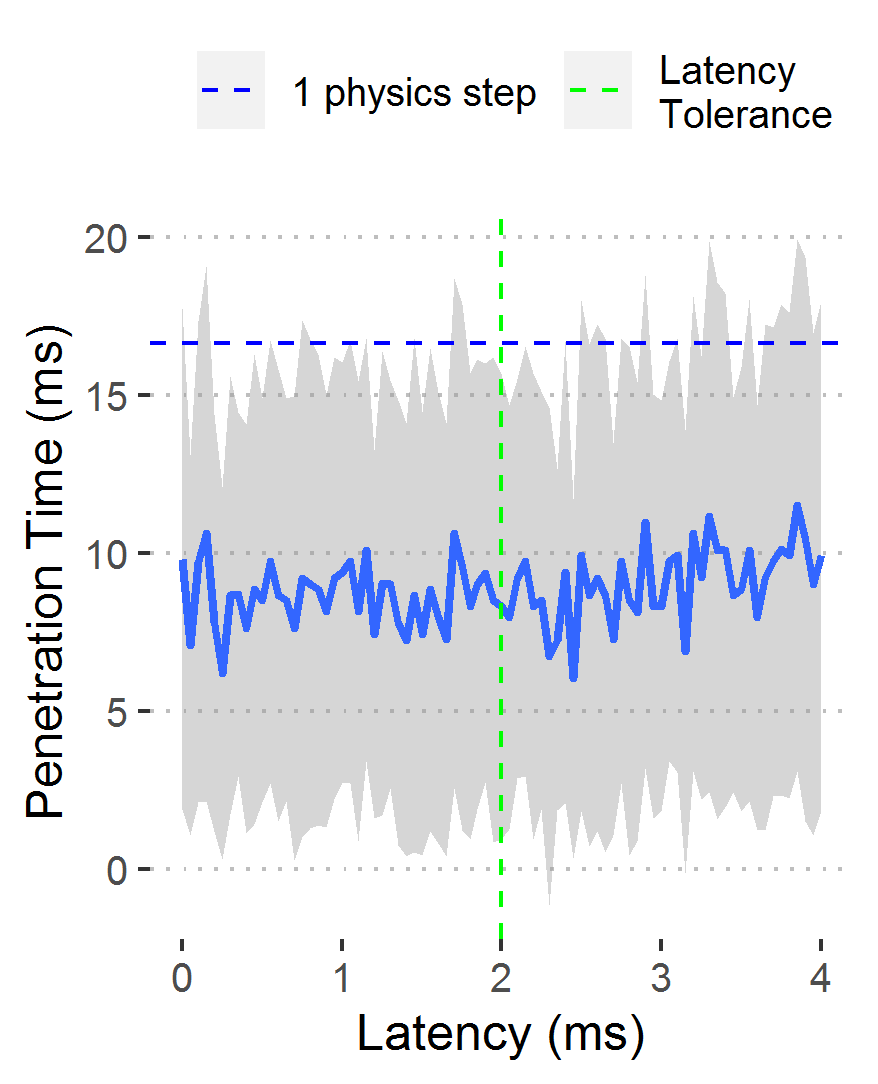 1 physics step
Latency
Tolerance
20
15
10
5
0
Penetration Time (ms)
0 1 2 3 4
Latency (ms)